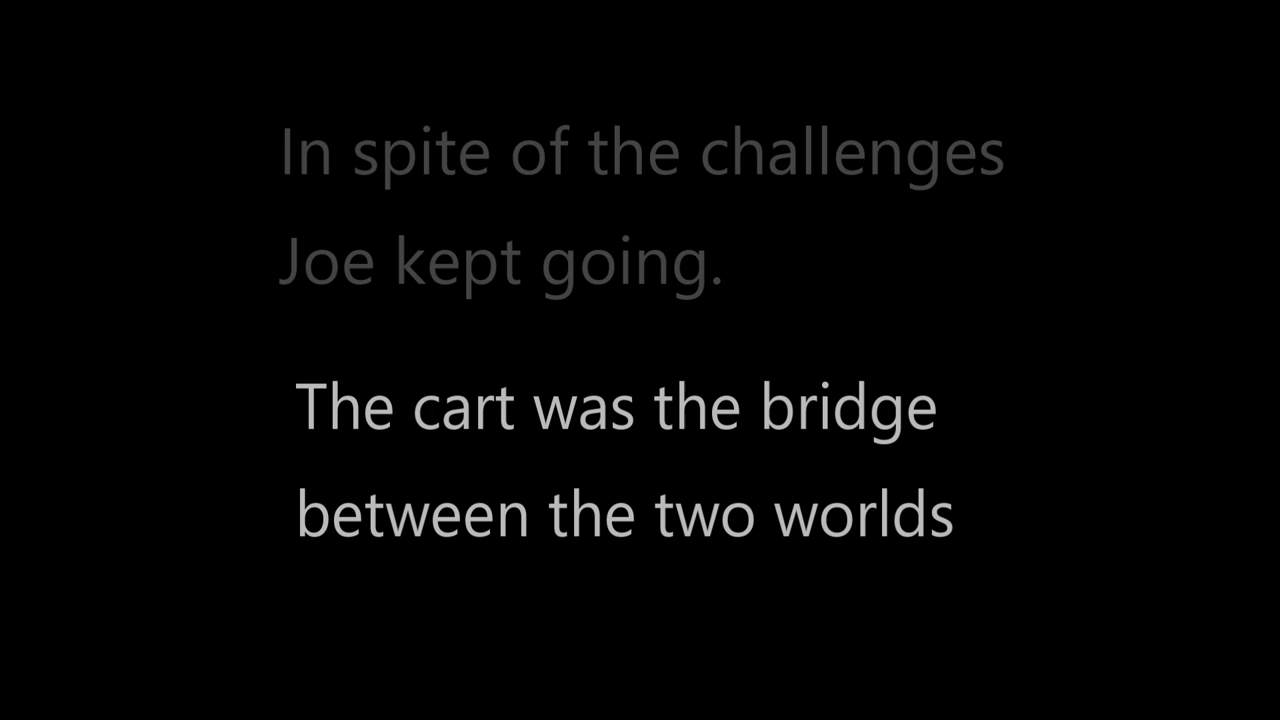 In spite of the challenges
Joe kept going.
The cart was the bridge
between the two worlds